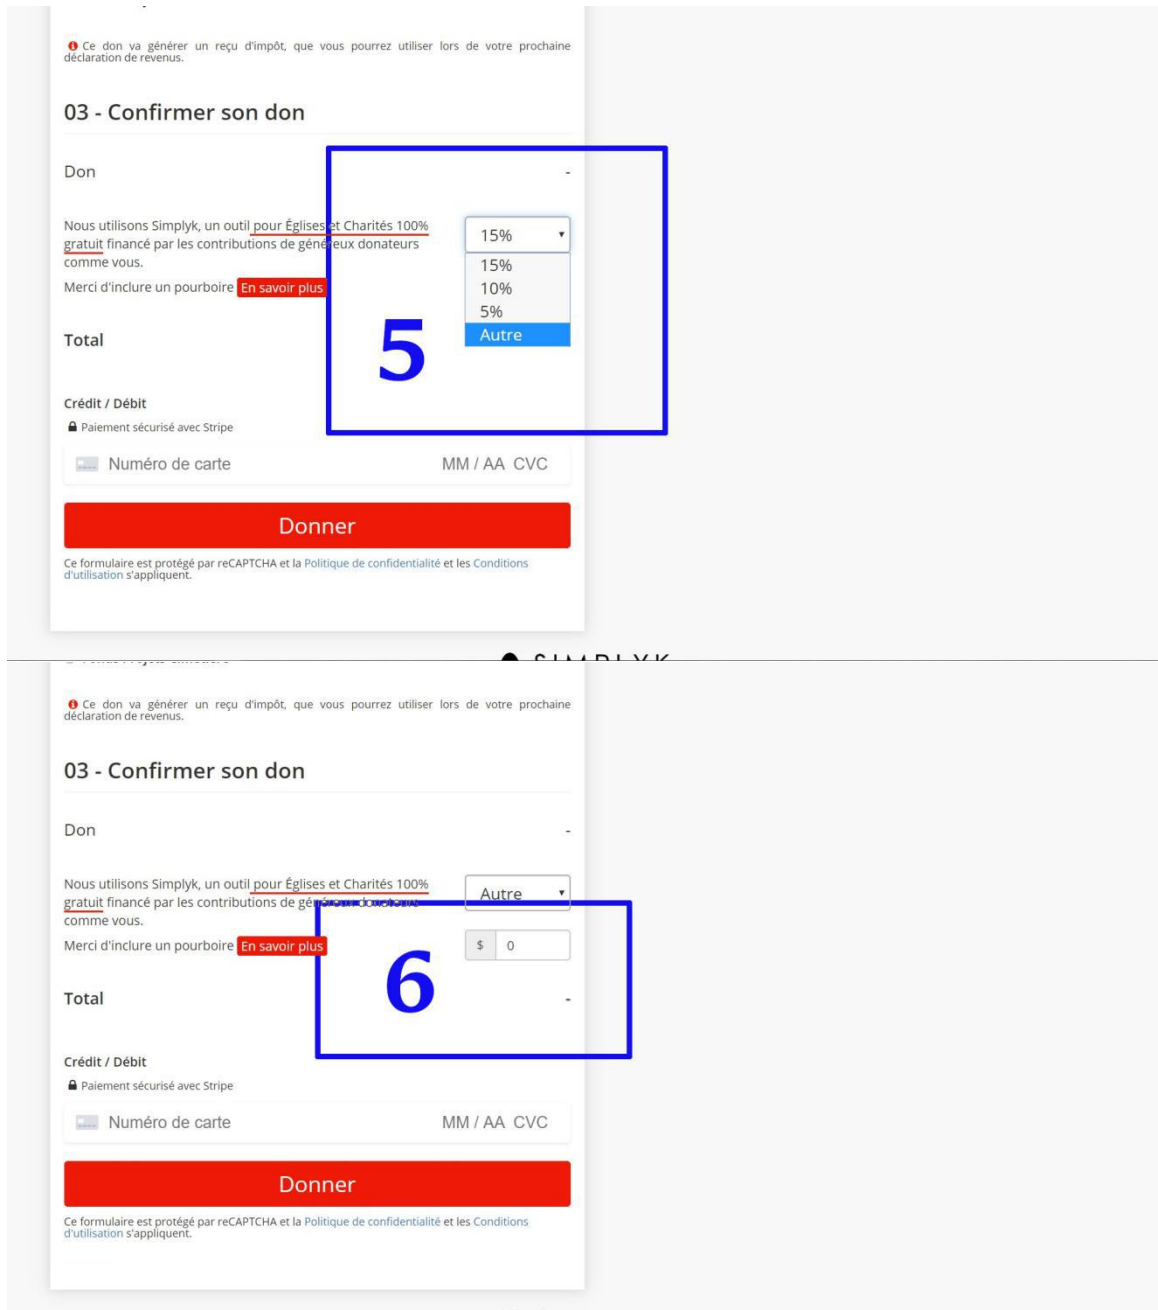 Ce don va générer un reçu d'impôt, que vous pourrez utiliser lors de votre prochaine
déclaration de revenus.
03 - Confirmer son don
Don -
Nous utilisons Simplyk, un outil pour Églises et Charités 100%
gratuit financé par les contributions de généreux donateurs
comme vous.
15%
15%
10%
5%
Autre
Merci d'inclure un pourboire En savoir plus
5
Total
Crédit / Débit
Paiement sécurisé avec Stripe
Numéro de carte MM / AA CVC
Donner
Ce formulaire est protégé par reCAPTCHA et la Politique de confidentialité et les Conditions
d'utilisation s'appliquent.
SIMPLYK
Ce don va générer un reçu d'impôt, que vous pourrez utiliser lors de votre prochaine
déclaration de revenus.
03 - Confirmer son don
Don -
Nous utilisons Simplyk, un outil pour Églises et Charités 100%
gratuit financé par les contributions de généreux donateurs
comme vous.
Autre
Merci d'inclure un pourboire En savoir plus
$ 0
6
Total -
Crédit / Débit
Paiement sécurisé avec Stripe
Numéro de carte MM / AA CVC
Donner
Ce formulaire est protégé par reCAPTCHA et la Politique de confidentialité et les Conditions
d'utilisation s'appliquent.